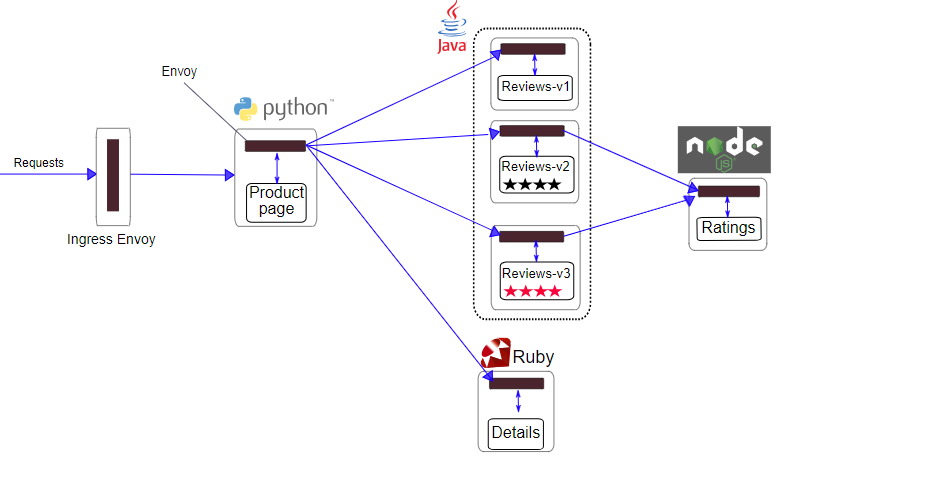 Java
Reviews-v1
Envoy
python™
node
JS
Reviews-v2
Requests
Product
page
Ratings
Ingress Envoy
Reviews-v3
Ruby
Details